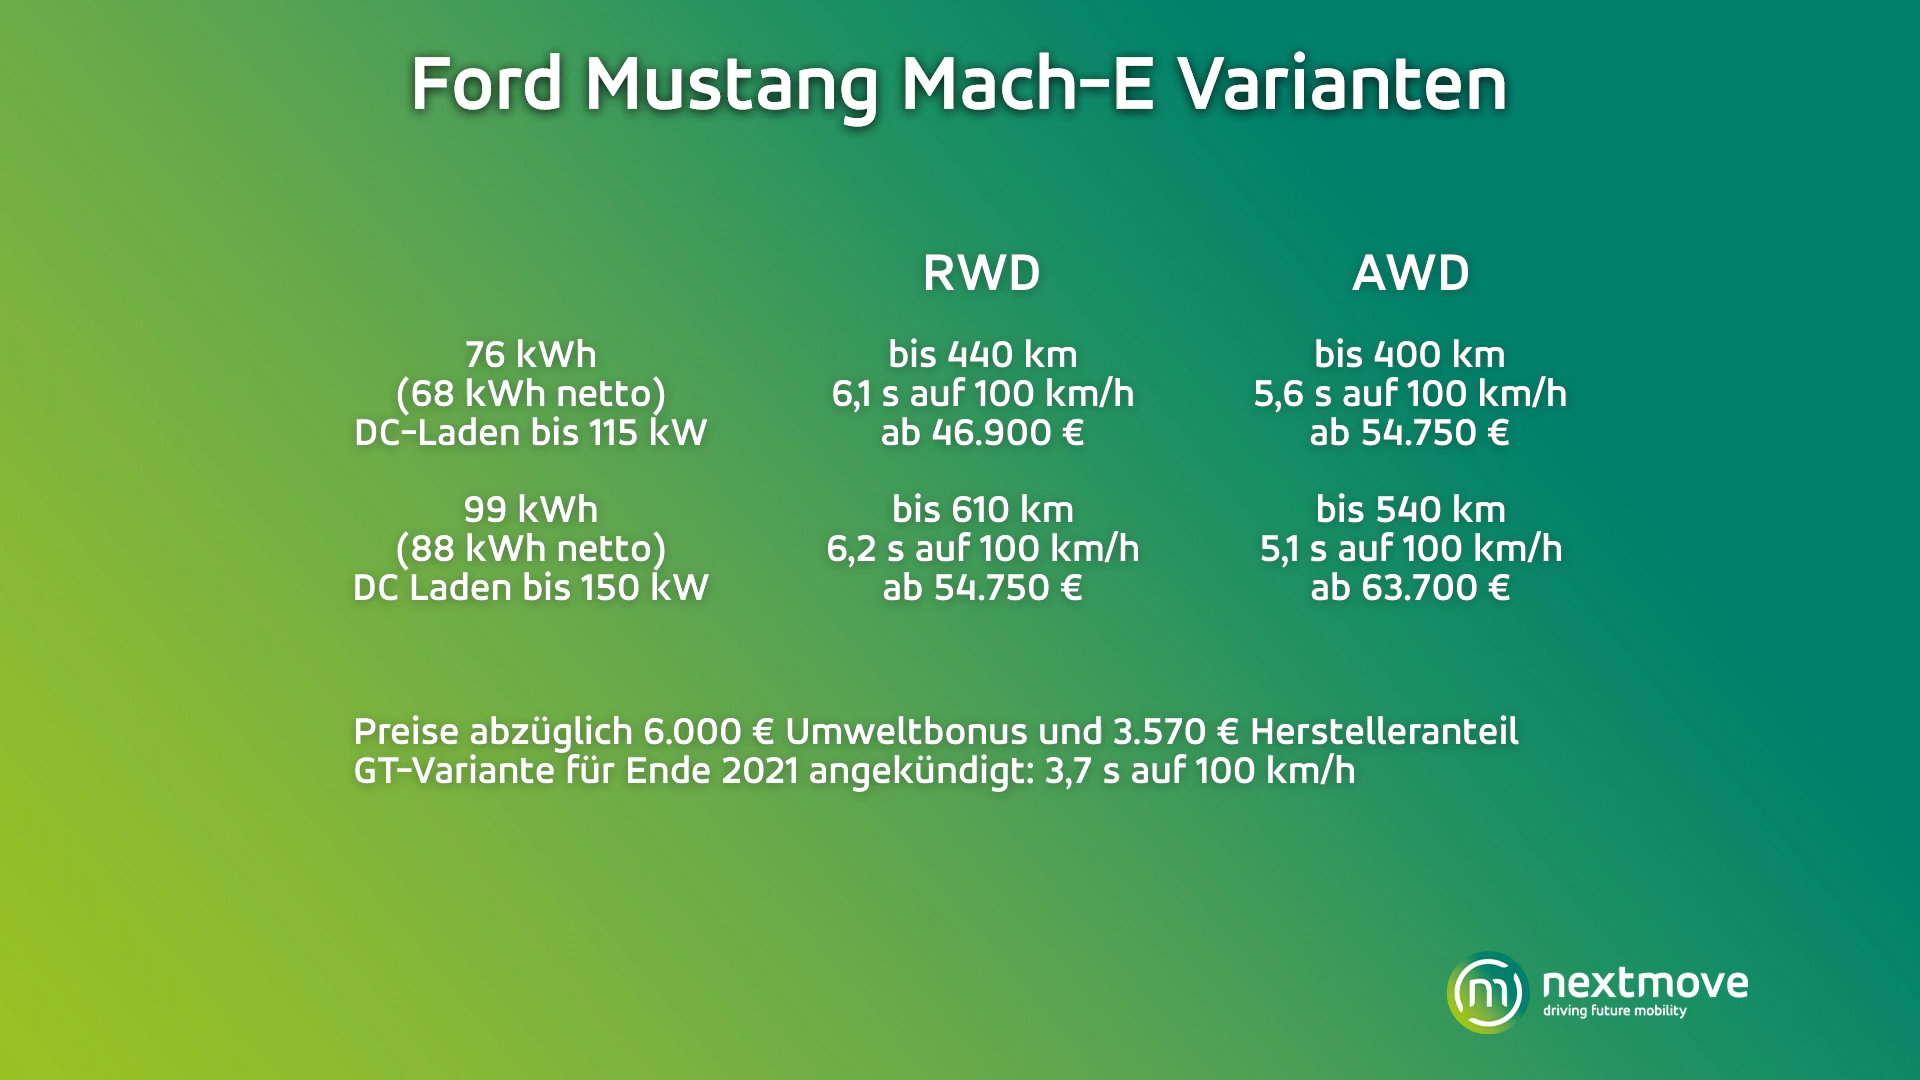 Ford Mustang Mach-E Varianten
RWD AWD
76 kWh bis 440 km bis 400 km
(68 kWh netto) 6,1 s auf 100 km/h 5,6 s auf 100 km/h
DC-Laden bis 115 kW ab 46.900 € ab 54.750 €
99 kWh bis 610 km bis 540 km
(88 kWh netto) 6,2 s auf 100 km/h 5,1 s auf 100 km/h
DC Laden bis 150 kW ab 54.750 € ab 63.700 €
Preise abzüglich 6.000 € Umweltbonus und 3.570 € Herstelleranteil
GT-Variante für Ende 2021 angekündigt: 3,7 s auf 100 km/h
m nextmove
driving future mobility